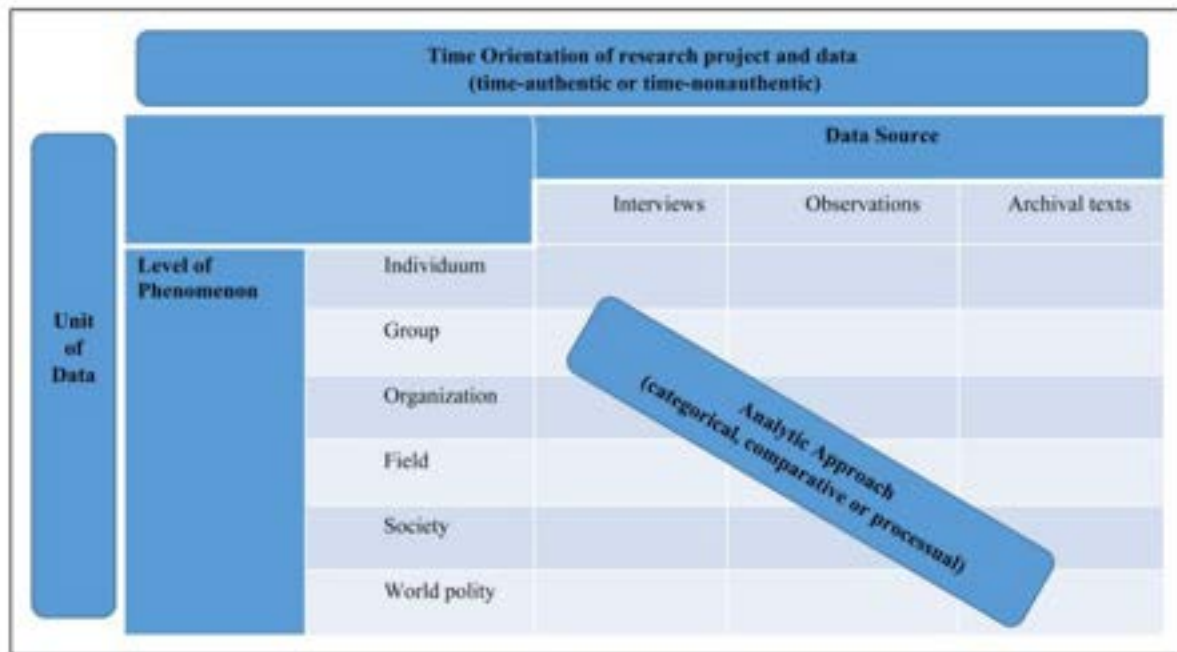 Time Orientation of research project and data
(time-authentic or time-nonauthentic)
Data Source
Interviews Observations Archival texts
Unit
of
Data
Level of
Phenomenon
Individuum
Group
Organization
Field
Society
World polity
Analytic Approach
(categorical, comparative or processual)